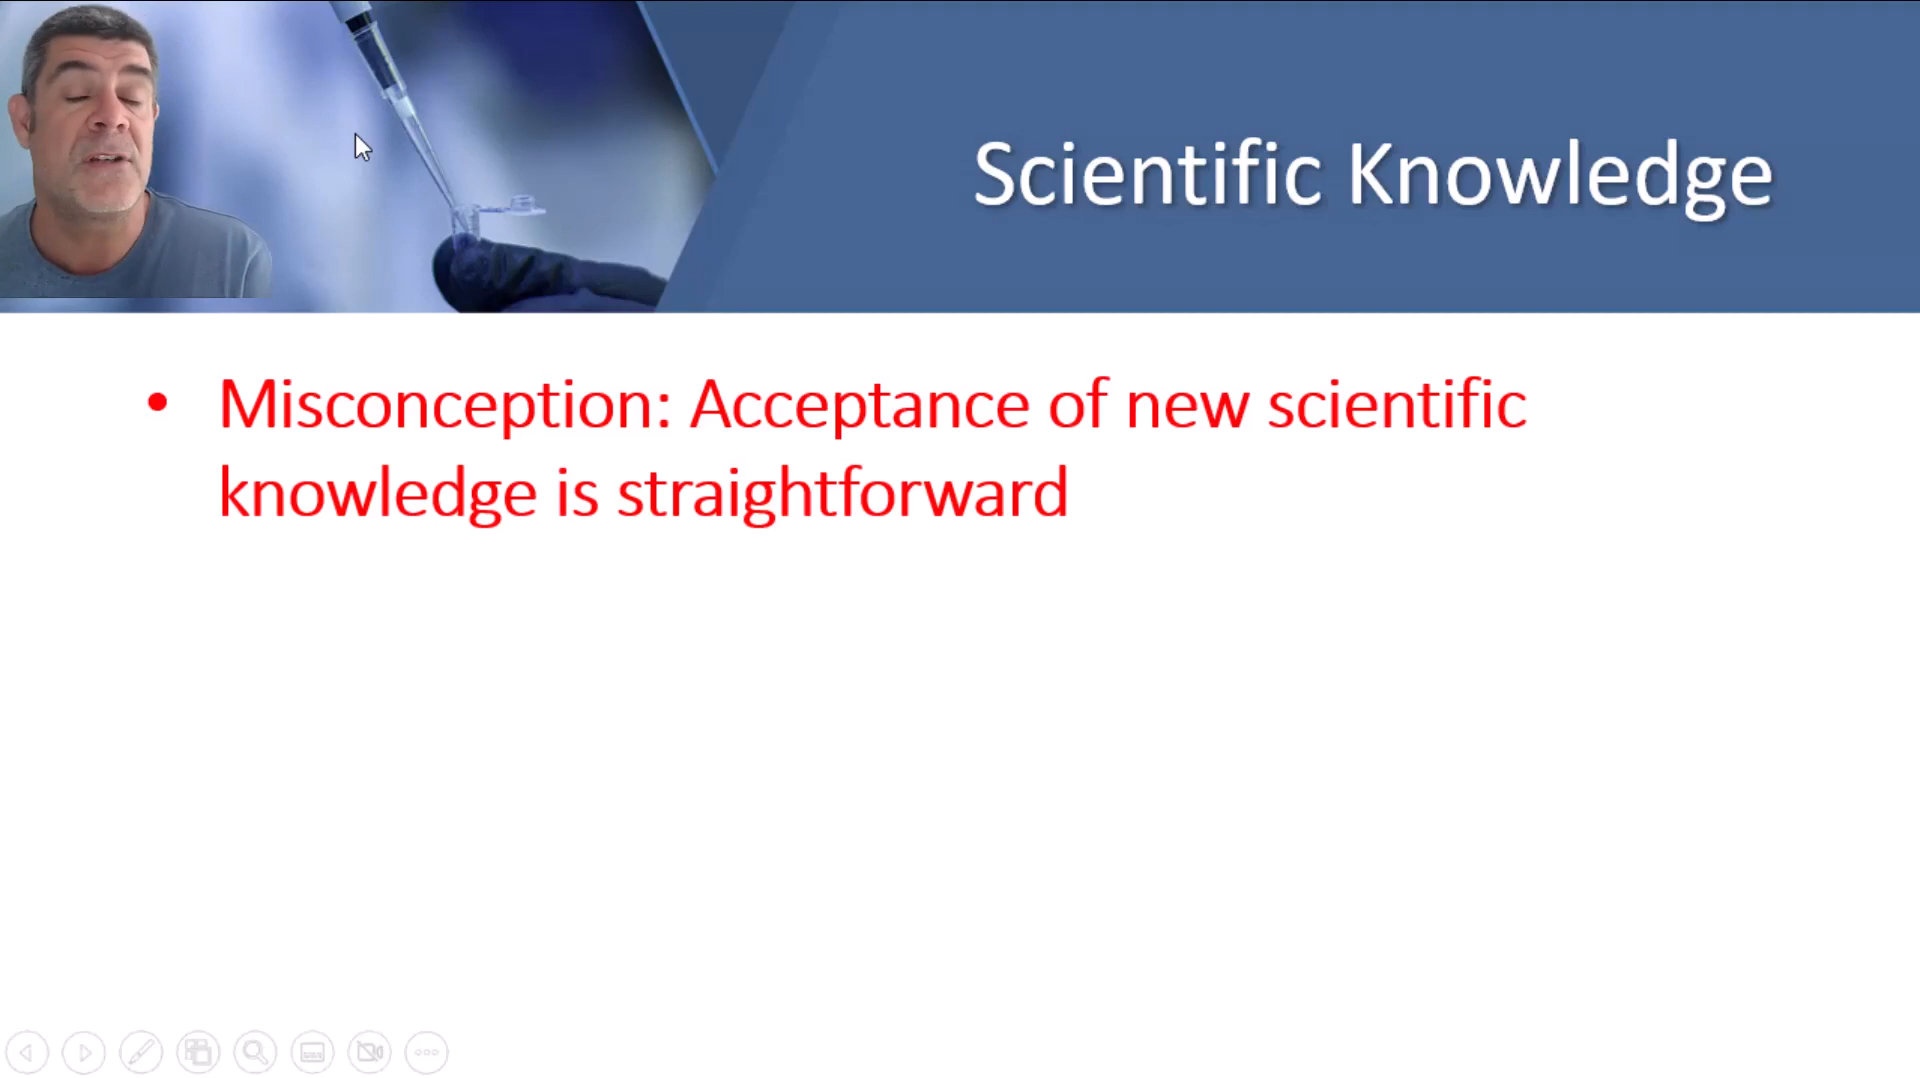 Scientific Knowledge
• Misconception: Acceptance of new scientific
knowledge is straightforward